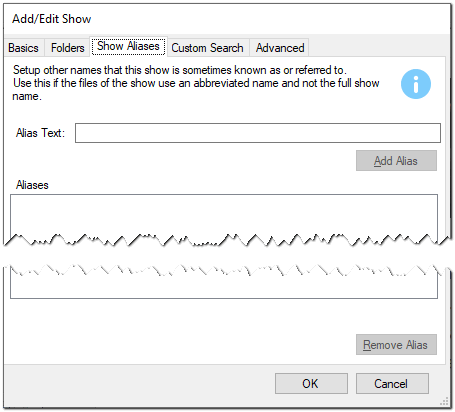 Add/Edit Show
Basics Folders Show Aliases Custom Search Advanced
Setup other names that this show is sometimes known as or referred to.
Use this if the files of the show use an abbreviated name and not the full show
name.
Alias Text:
Add Alias
Aliases
Remove Alias
OK Cancel